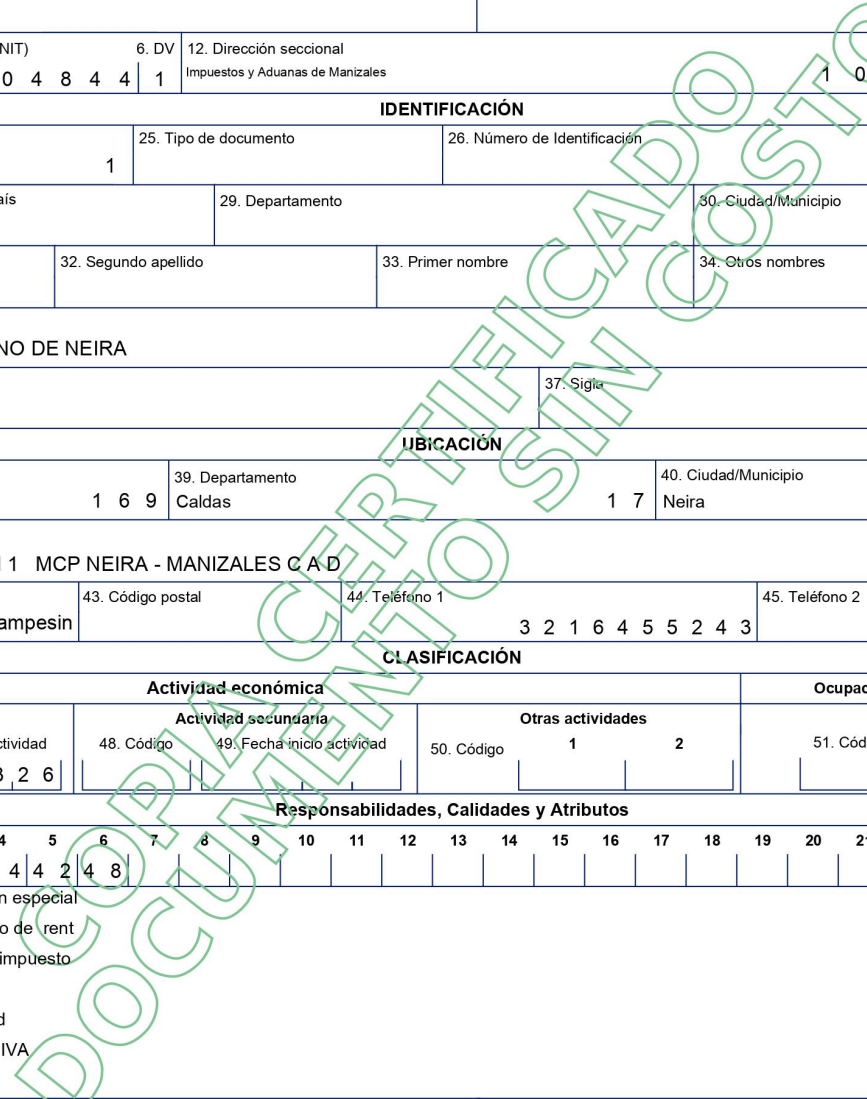 NIT) 6. DV 12. Dirección seccional
0 4 8 4 4 1 Impuestos y Aduanas de Manizales 1 0
IDENTIFICACIÓN
25. Tipo de documento 26. Número de Identificación
1
aís 29. Departamento 30. Ciudad/Municipio
32. Segundo apellido 33. Primer nombre 34. Otros nombres
NO DE NEIRA
37. Sigla
UBICACIÓN
39. Departamento 40. Ciudad/Municipio
1 6 9 Caldas 1 7 Neira
1 MCP NEIRA - MANIZALES C A D
43. Código postal 44. Teléfono 1 45. Teléfono 2
ampesin 3 2 1 6 4 5 5 2 4 3
CLASIFICACIÓN
Actividad económica Ocupac
Actividad secundaria Otras actividades
ctividad 48. Código 49. Fecha inicio actividad 50. Código 1 2 51. Cód
3 2 6
Responsabilidades, Calidades y Atributos
4 5 6 7 8 9 10 11 12 13 14 15 16 17 18 19 20 21
4 4 2 4 8
n especial
o de rent
impuesto
d
IVA
COPIA CERTIFICADO
DOCUMENTO SIN COSTO